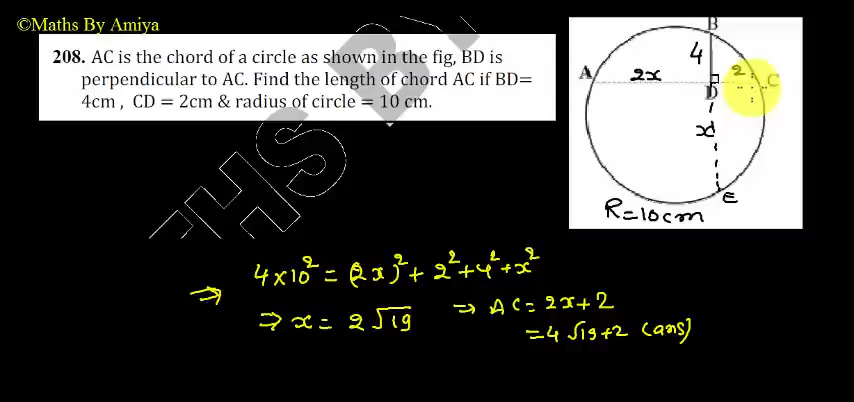 ©Maths By Amiya
208. AC is the chord of a circle as shown in the fig, BD is
perpendicular to AC. Find the length of chord AC if BD=
4cm , CD = 2cm & radius of circle = 10 cm.
THS BY
B
4
A 2x 2 C
D
x
E
R=10cm
⇒ 4×10² = (2x)² + 2² + 4² + x²
⇒ x = 2√19 ⇒ AC = 2x+2
= 4√19+2 (ans)